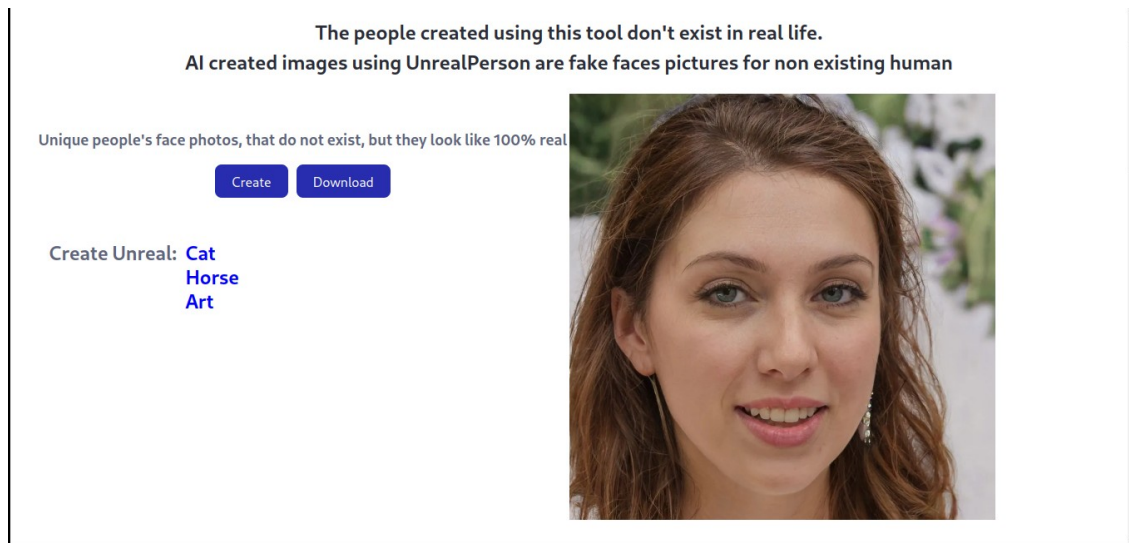 The people created using this tool don't exist in real life.
AI created images using UnrealPerson are fake faces pictures for non existing human
Unique people's face photos, that do not exist, but they look like 100% real
Create
Download
Create Unreal: Cat
Horse
Art